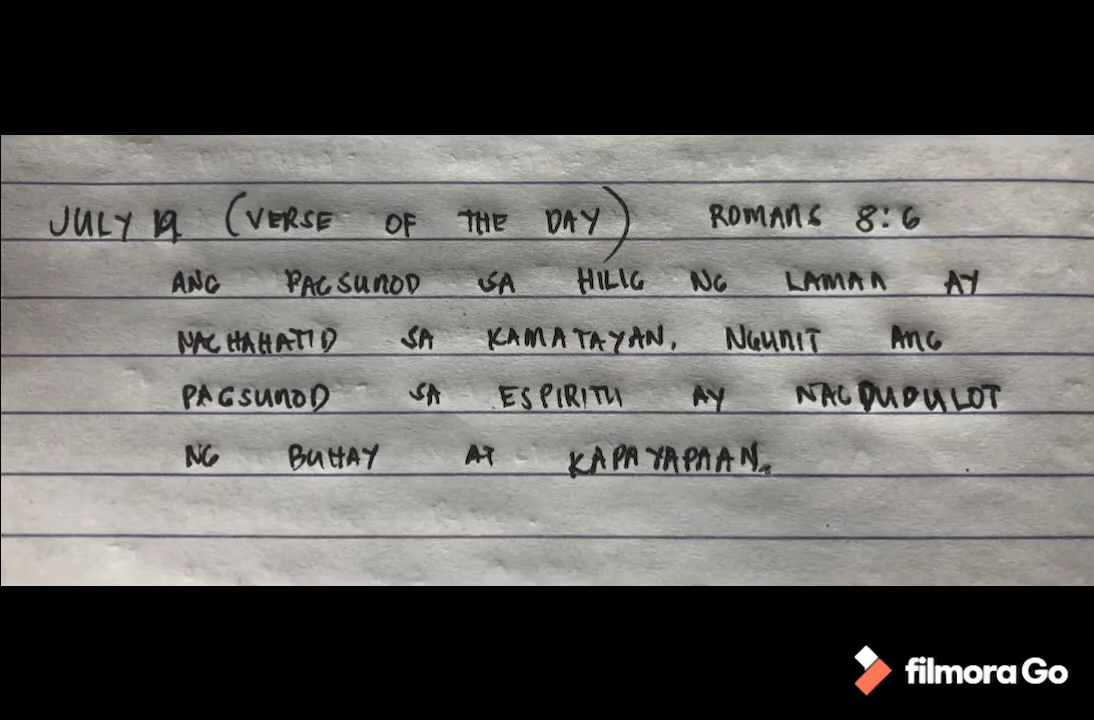 JULY 19 (VERSE OF THE DAY) ROMANS 8:6
ANG PAGSUNOD SA HILIG NG LAMAN AY
NAGHAHATID SA KAMATAYAN, NGUNIT ANG
PAGSUNOD SA ESPIRITU AY NAGDUDULOT
NG BUHAY AT KAPAYAPAAN.
filmora Go